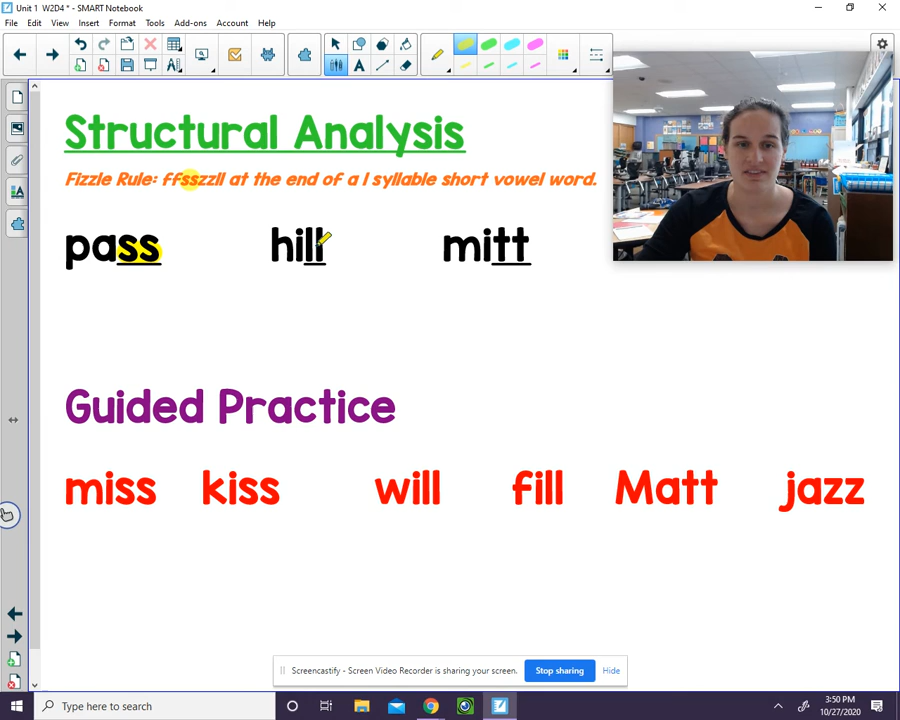 Unit 1 W2D4 * - SMART Notebook
File Edit View Insert Format Tools Add-ons Account Help
Structural Analysis
Fizzle Rule: ffsszzll at the end of a 1 syllable short vowel word.
pass hill mitt
Guided Practice
miss kiss will fill Matt jazz
Screencastify - Screen Video Recorder is sharing your screen. Stop sharing Hide
Type here to search
3:50 PM
10/27/2020